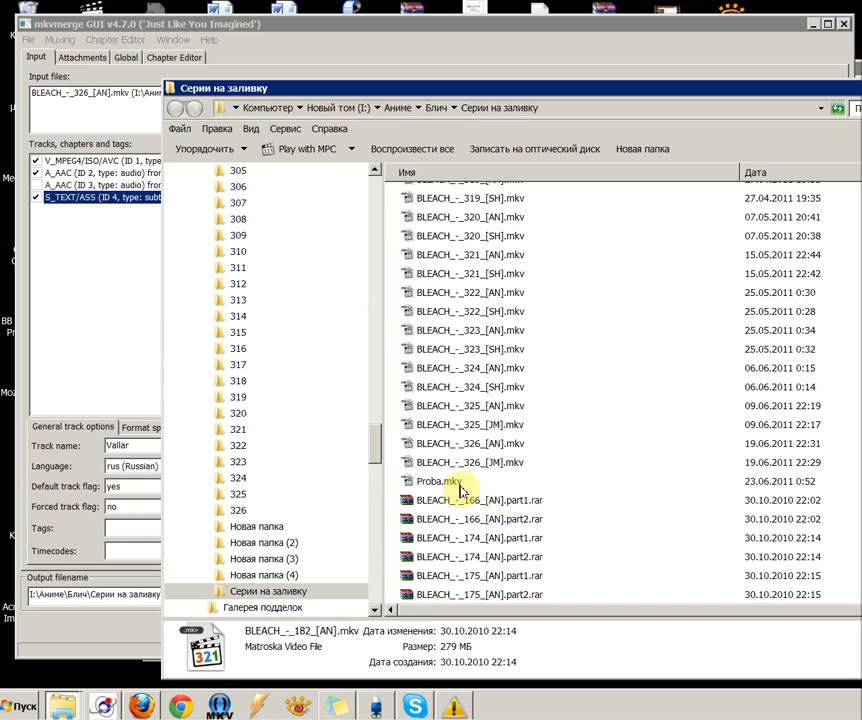 mkvmerge GUI v4.7.0 ('Just Like You Imagined')
File Muxing Chapter Editor Window Help
Input Attachments Global Chapter Editor
Input files:
BLEACH_-_326_[AN].mkv (I:\Аниме
Tracks, chapters and tags:
V_MPEG4/ISO/AVC (ID 1, type:
A_AAC (ID 2, type: audio) from
A_AAC (ID 3, type: audio) from
S_TEXT/ASS (ID 4, type: subt
General track options Format sp
Track name: Vallar
Language: rus (Russian)
Default track flag: yes
Forced track flag: no
Tags:
Timecodes:
Output filename
I:\Аниме\Блич\Серии на заливку
Серии на заливку
Компьютер Новый том (I:) Аниме Блич Серии на заливку
Файл Правка Вид Сервис Справка
Упорядочить Play with MPC Воспроизвести все Записать на оптический диск Новая папка
305
306
307
308
309
310
311
312
313
314
315
316
317
318
319
320
321
322
323
324
325
326
Новая папка
Новая папка (2)
Новая папка (3)
Новая папка (4)
Серии на заливку
Галерея подделок
Имя Дата
BLEACH_-_319_[SH].mkv 27.04.2011 19:35
BLEACH_-_320_[AN].mkv 07.05.2011 20:41
BLEACH_-_320_[SH].mkv 07.05.2011 20:38
BLEACH_-_321_[AN].mkv 15.05.2011 22:44
BLEACH_-_321_[SH].mkv 15.05.2011 22:42
BLEACH_-_322_[AN].mkv 25.05.2011 0:30
BLEACH_-_322_[SH].mkv 25.05.2011 0:28
BLEACH_-_323_[AN].mkv 25.05.2011 0:34
BLEACH_-_323_[SH].mkv 25.05.2011 0:32
BLEACH_-_324_[AN].mkv 06.06.2011 0:15
BLEACH_-_324_[SH].mkv 06.06.2011 0:14
BLEACH_-_325_[AN].mkv 09.06.2011 22:19
BLEACH_-_325_[JM].mkv 09.06.2011 22:17
BLEACH_-_326_[AN].mkv 19.06.2011 22:31
BLEACH_-_326_[JM].mkv 19.06.2011 22:29
Proba.mkv 23.06.2011 0:52
BLEACH_-_166_[AN].part1.rar 30.10.2010 22:02
BLEACH_-_166_[AN].part2.rar 30.10.2010 22:02
BLEACH_-_174_[AN].part1.rar 30.10.2010 22:14
BLEACH_-_174_[AN].part2.rar 30.10.2010 22:14
BLEACH_-_175_[AN].part1.rar 30.10.2010 22:15
BLEACH_-_175_[AN].part2.rar 30.10.2010 22:15
.mkv
321
BLEACH_-_182_[AN].mkv Дата изменения: 30.10.2010 22:14
Matroska Video File Размер: 279 МБ
Дата создания: 30.10.2010 22:14
Пуск
MKV